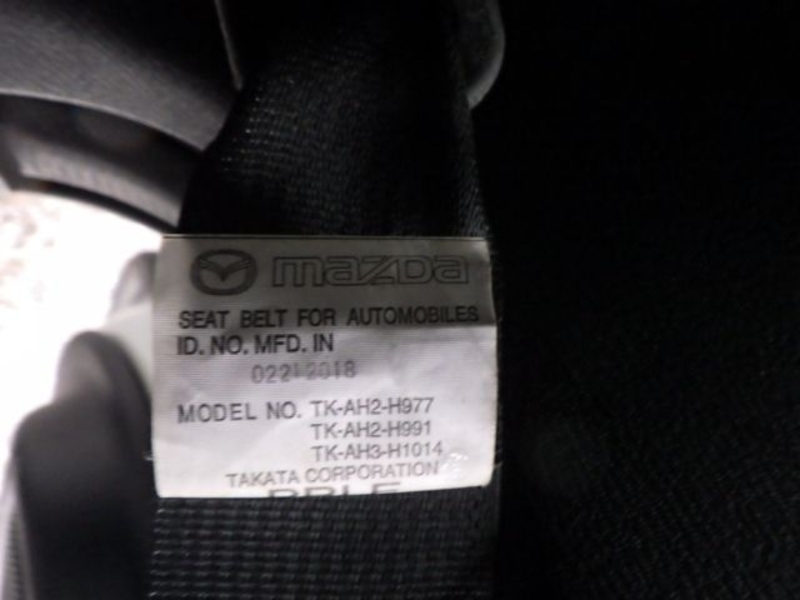 mazda
SEAT BELT FOR AUTOMOBILES
ID. NO. MFD. IN
02212018
MODEL NO. TK-AH2-H977
TK-AH2-H991
TK-AH3-H1014
TAKATA CORPORATION